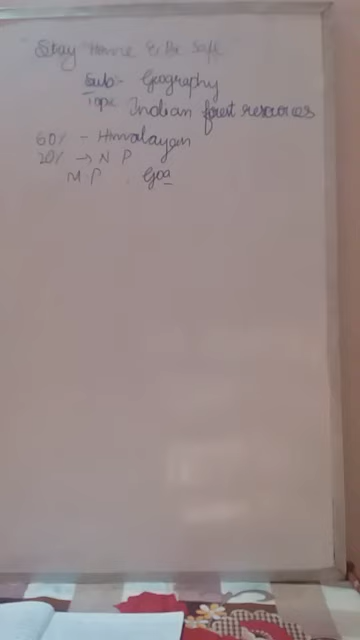 Stay Home & Be Safe
Sub:- Geography
Topic Indian forest resources
60% - Himalayan
20% → N P
M P . Goa